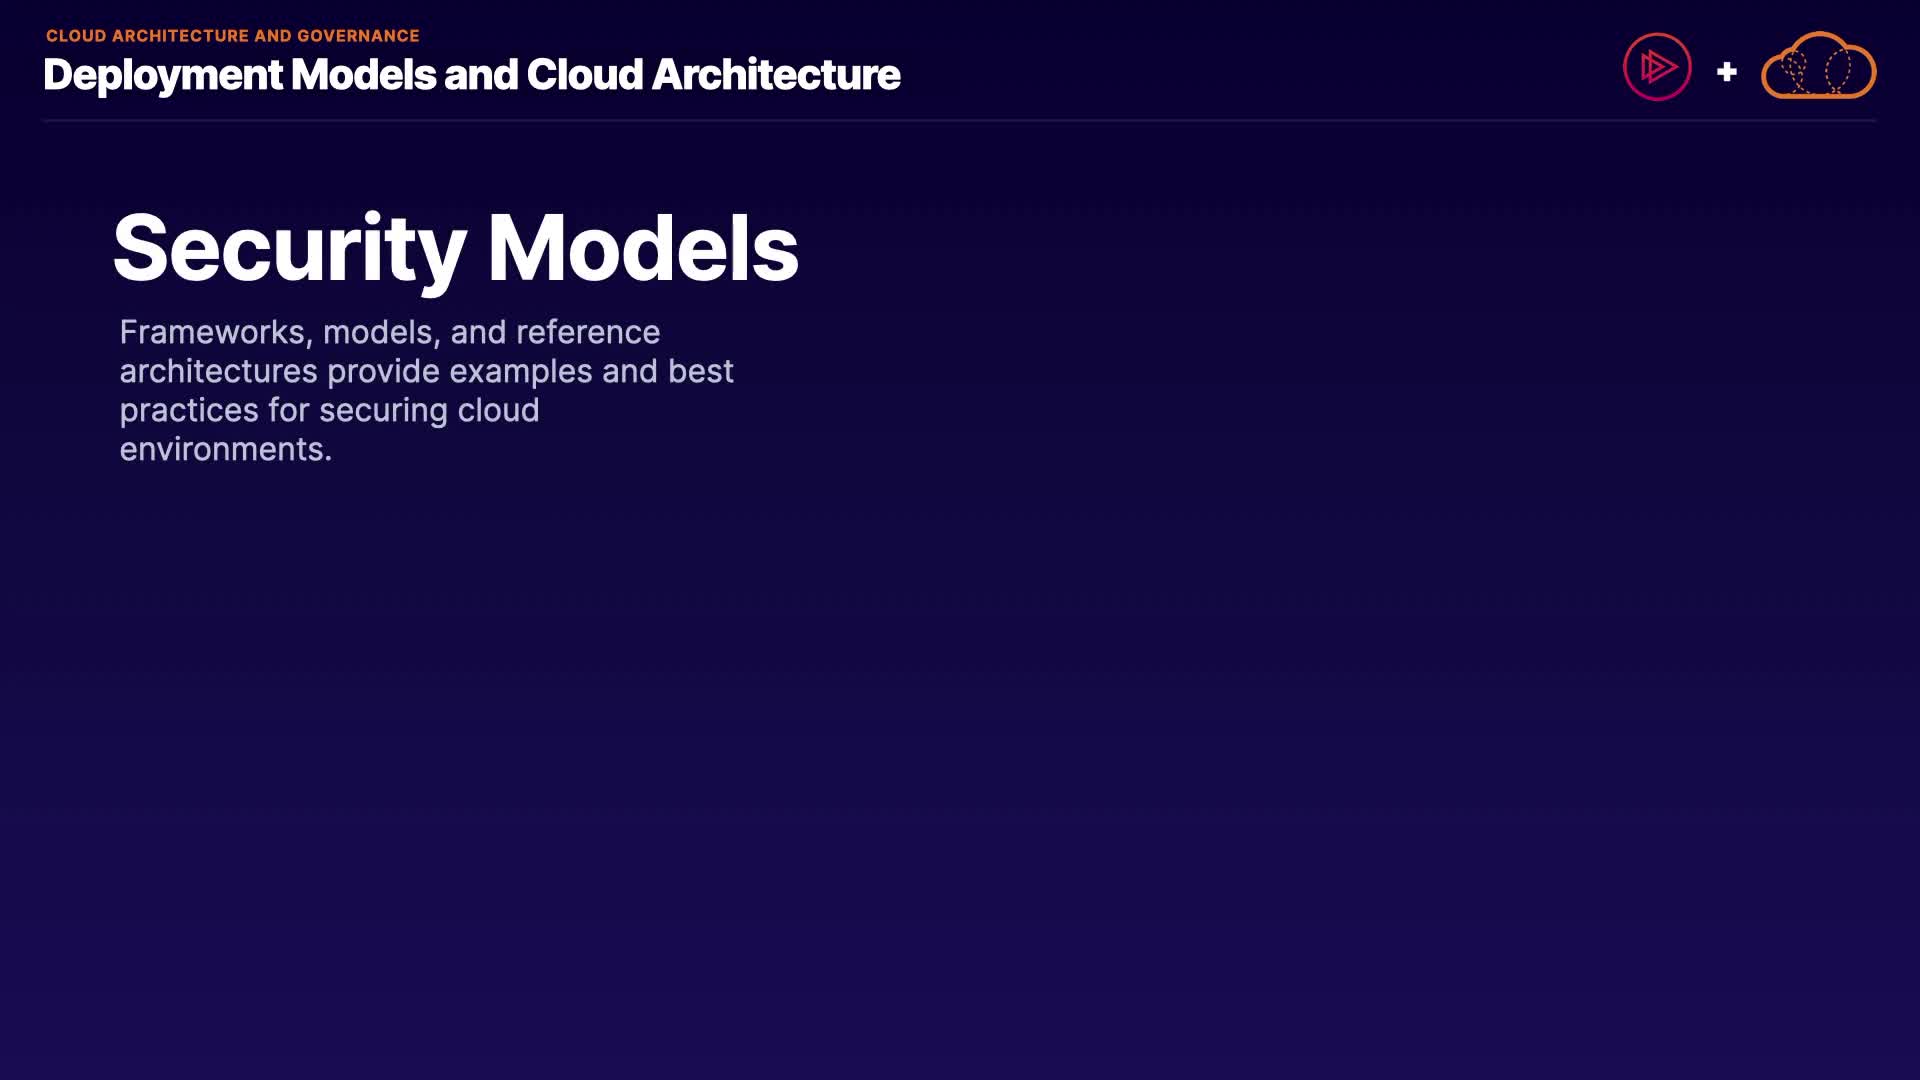 CLOUD ARCHITECTURE AND GOVERNANCE
Deployment Models and Cloud Architecture
+
Security Models
Frameworks, models, and reference
architectures provide examples and best
practices for securing cloud
environments.